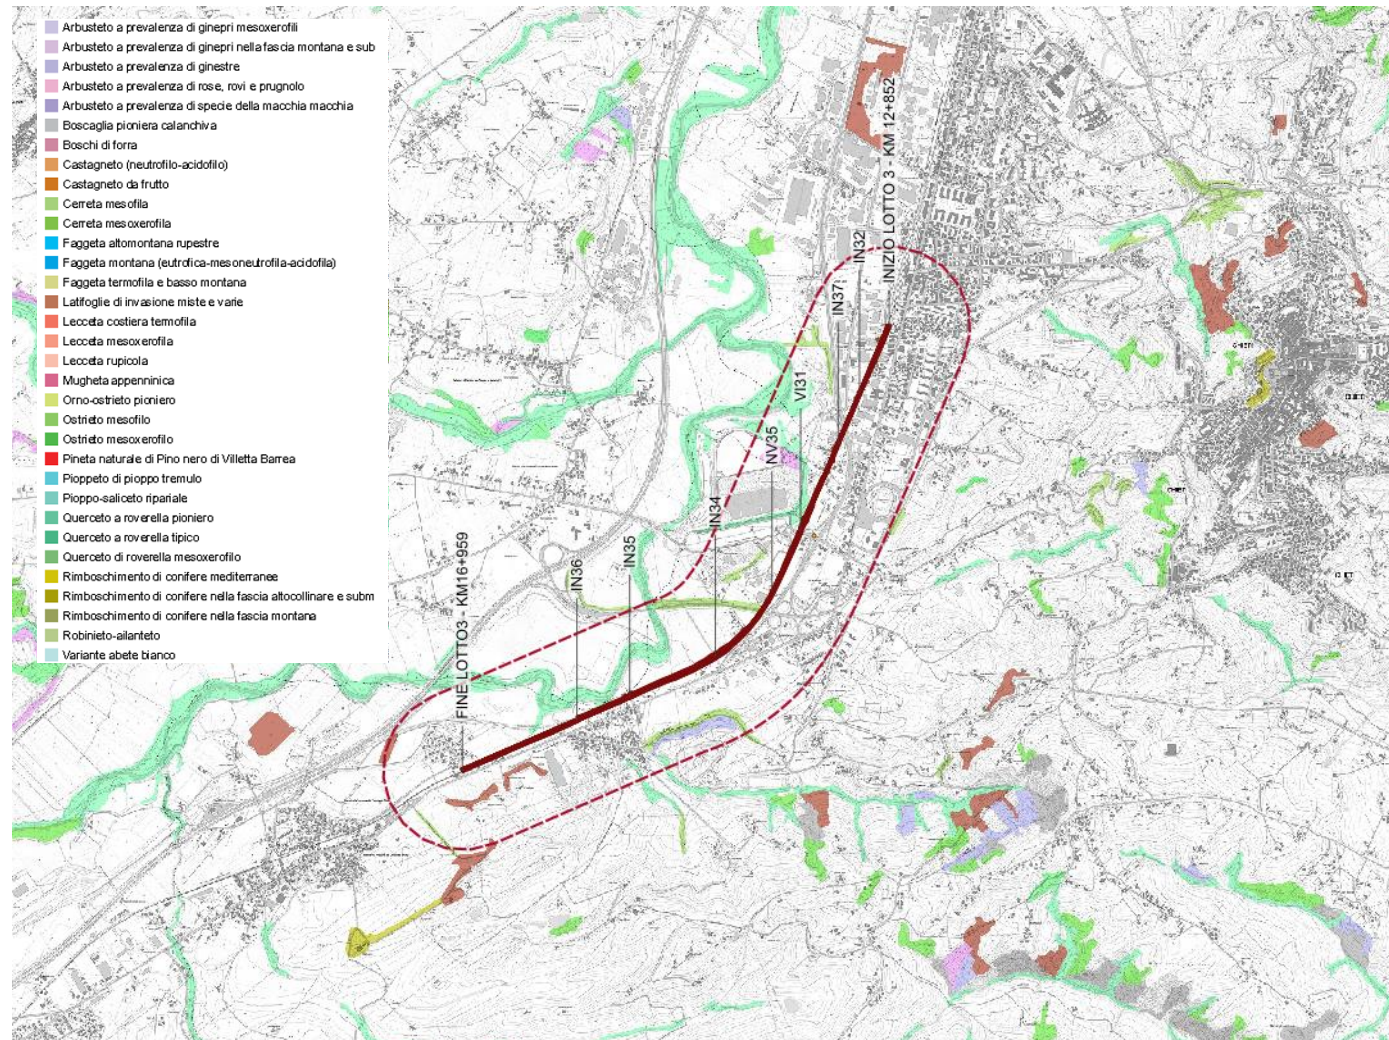 Arbusteto a prevalenza di ginepri mesoxerofili
Arbusteto a prevalenza di ginepri nella fascia montana e sub
Arbusteto a prevalenza di ginestre
Arbusteto a prevalenza di rose, rovi e prugnolo
Arbusteto a prevalenza di specie della macchia macchia
Boscaglia pioniera calanchiva
Boschi di forra
Castagneto (neutrofilo-acidofilo)
Castagneto da frutto
Cerreta mesofila
Cerreta mesoxerofila
Faggeta altomontana rupestre
Faggeta montana (eutrofica-mesoneutrofila-acidofila)
Faggeta termofila e basso montana
Latifoglie di invasione miste e varie
Lecceta costiera termofila
Lecceta mesoxerofila
Lecceta rupicola
Mugheta appenninica
Orno-ostrieto pioniero
Ostrieto mesofilo
Ostrieto mesoxerofilo
Pineta naturale di Pino nero di Villetta Barrea
Pioppeto di pioppo tremulo
Pioppo-saliceto ripariale
Querceto a roverella pioniero
Querceto a roverella tipico
Querceto di roverella mesoxerofilo
Rimboschimento di conifere mediterranee
Rimboschimento di conifere nella fascia altocollinare e subm
Rimboschimento di conifere nella fascia montana
Robinieto-ailanteto
Variante abete bianco
INIZIO LOTTO 3 - KM 12+852
IN32
IN37
VI31
NV35
IN34
IN35
IN36
FINE LOTTO3 - KM16+959
CHIETI